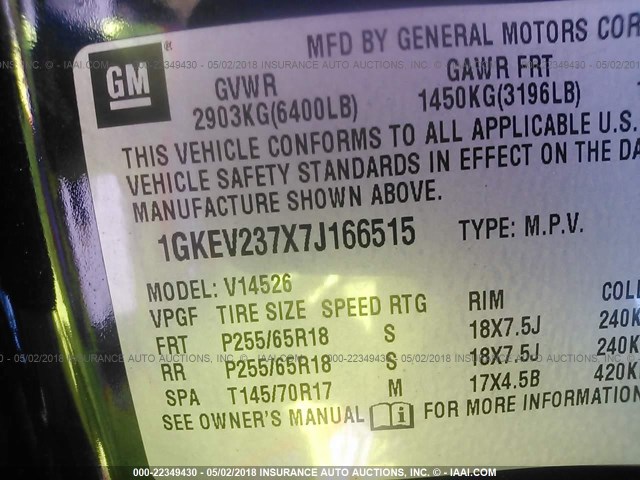 MFD BY GENERAL MOTORS COR
GM ®
GVWR GAWR FRT
2903KG(6400LB) 1450KG(3196LB)
THIS VEHICLE CONFORMS TO ALL APPLICABLE U.S.
VEHICLE SAFETY STANDARDS IN EFFECT ON THE DA
MANUFACTURE SHOWN ABOVE.
1GKEV237X7J166515 TYPE: M.P.V.
MODEL: V14526
VPGF TIRE SIZE SPEED RTG RIM COL
FRT P255/65R18 S 18X7.5J 240K
RR P255/65R18 S 18X7.5J 240K
SPA T145/70R17 M 17X4.5B 420K
SEE OWNER'S MANUAL i FOR MORE INFORMATION
000-22349430 - 05/02/2018 INSURANCE AUTO AUCTIONS, INC. - IAAI.COM